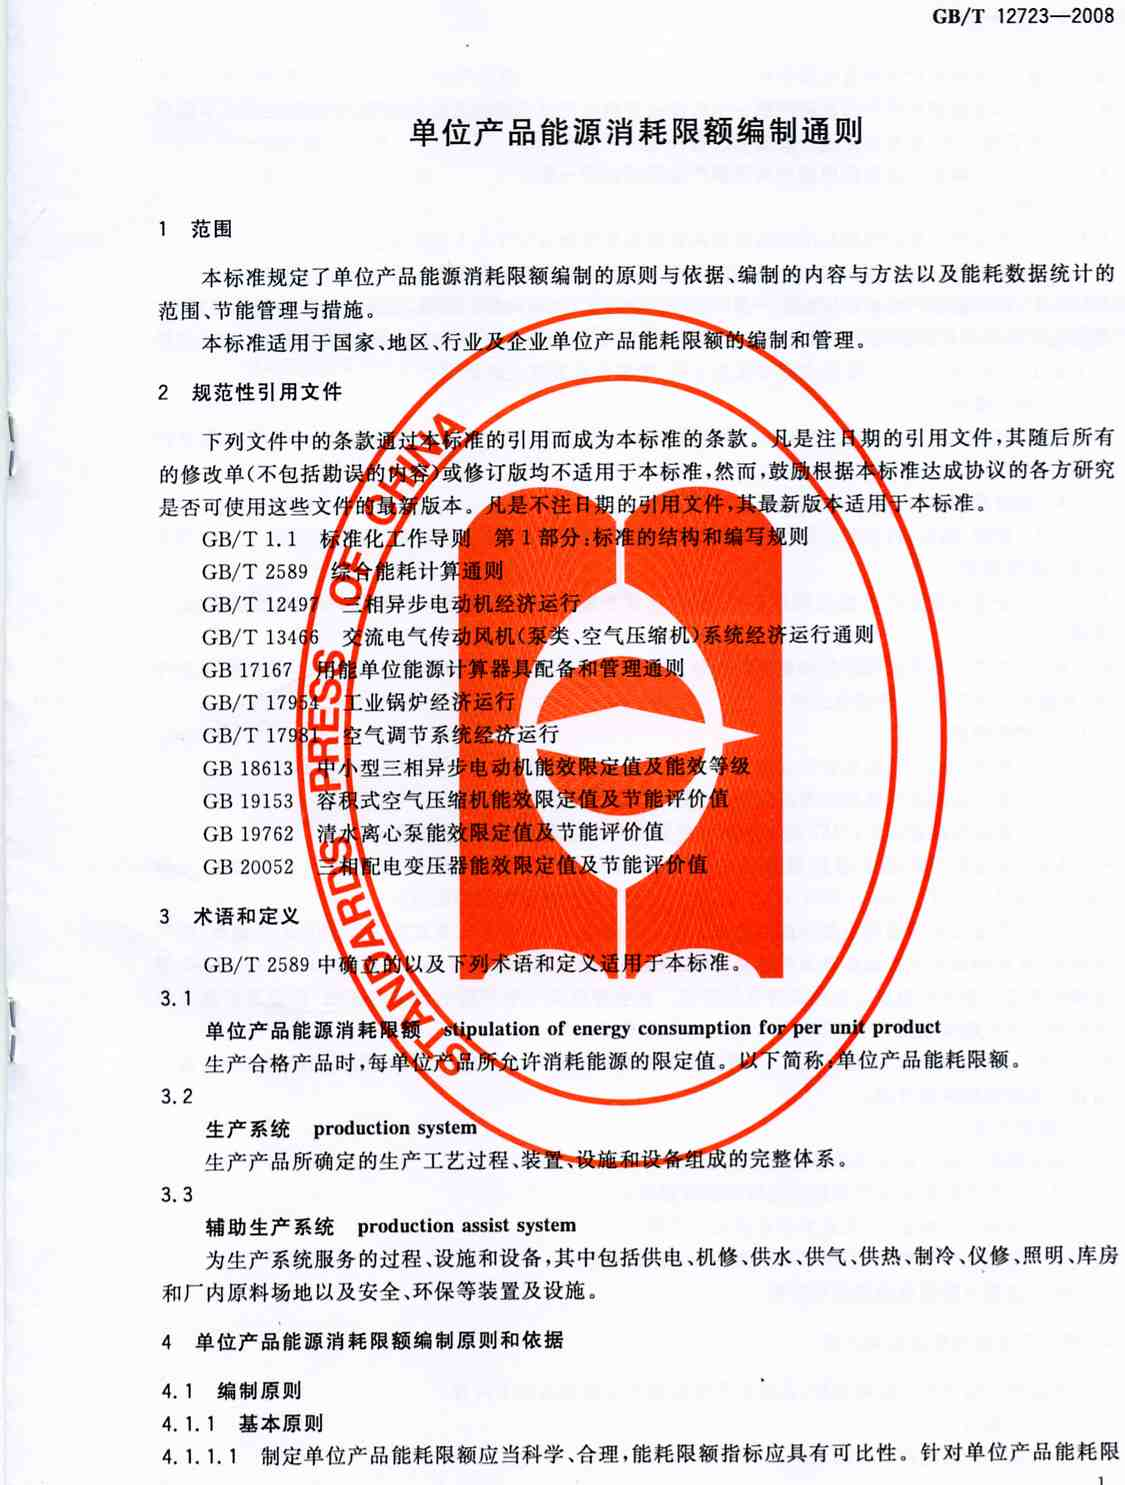 GB/T 12723—2008
单位产品能源消耗限额编制通则
1 范围
本标准规定了单位产品能源消耗限额编制的原则与依据、编制的内容与方法以及能耗数据统计的
范围、节能管理与措施。
本标准适用于国家、地区、行业及企业单位产品能耗限额的编制和管理。
2 规范性引用文件
下列文件中的条款通过本标准的引用而成为本标准的条款。凡是注日期的引用文件,其随后所有
的修改单(不包括勘误的内容)或修订版均不适用于本标准,然而,鼓励根据本标准达成协议的各方研究
是否可使用这些文件的最新版本。凡是不注日期的引用文件,其最新版本适用于本标准。
GB/T 1.1 标准化工作导则 第1部分:标准的结构和编写规则
GB/T 2589 综合能耗计算通则
GB/T 12497 三相异步电动机经济运行
GB/T 13466 交流电气传动风机(泵类、空气压缩机)系统经济运行通则
GB 17167 用能单位能源计算器具配备和管理通则
GB/T 17954 工业锅炉经济运行
GB/T 17981 空气调节系统经济运行
GB 18613 中小型三相异步电动机能效限定值及能效等级
GB 19153 容积式空气压缩机能效限定值及节能评价值
GB 19762 清水离心泵能效限定值及节能评价值
GB 20052 三相配电变压器能效限定值及节能评价值
3 术语和定义
GB/T 2589 中确立的以及下列术语和定义适用于本标准。
3.1
单位产品能源消耗限额 stipulation of energy consumption for per unit product
生产合格产品时,每单位产品所允许消耗能源的限定值。以下简称:单位产品能耗限额。
3.2
生产系统 production system
生产产品所确定的生产工艺过程、装置、设施和设备组成的完整体系。
3.3
辅助生产系统 production assist system
为生产系统服务的过程、设施和设备,其中包括供电、机修、供水、供气、供热、制冷、仪修、照明、库房
和厂内原料场地以及安全、环保等装置及设施。
4 单位产品能源消耗限额编制原则和依据
4.1 编制原则
4.1.1 基本原则
4.1.1.1 制定单位产品能耗限额应当科学、合理,能耗限额指标应具有可比性。针对单位产品能耗限
1
STANDARDS PRESS OF CHINA